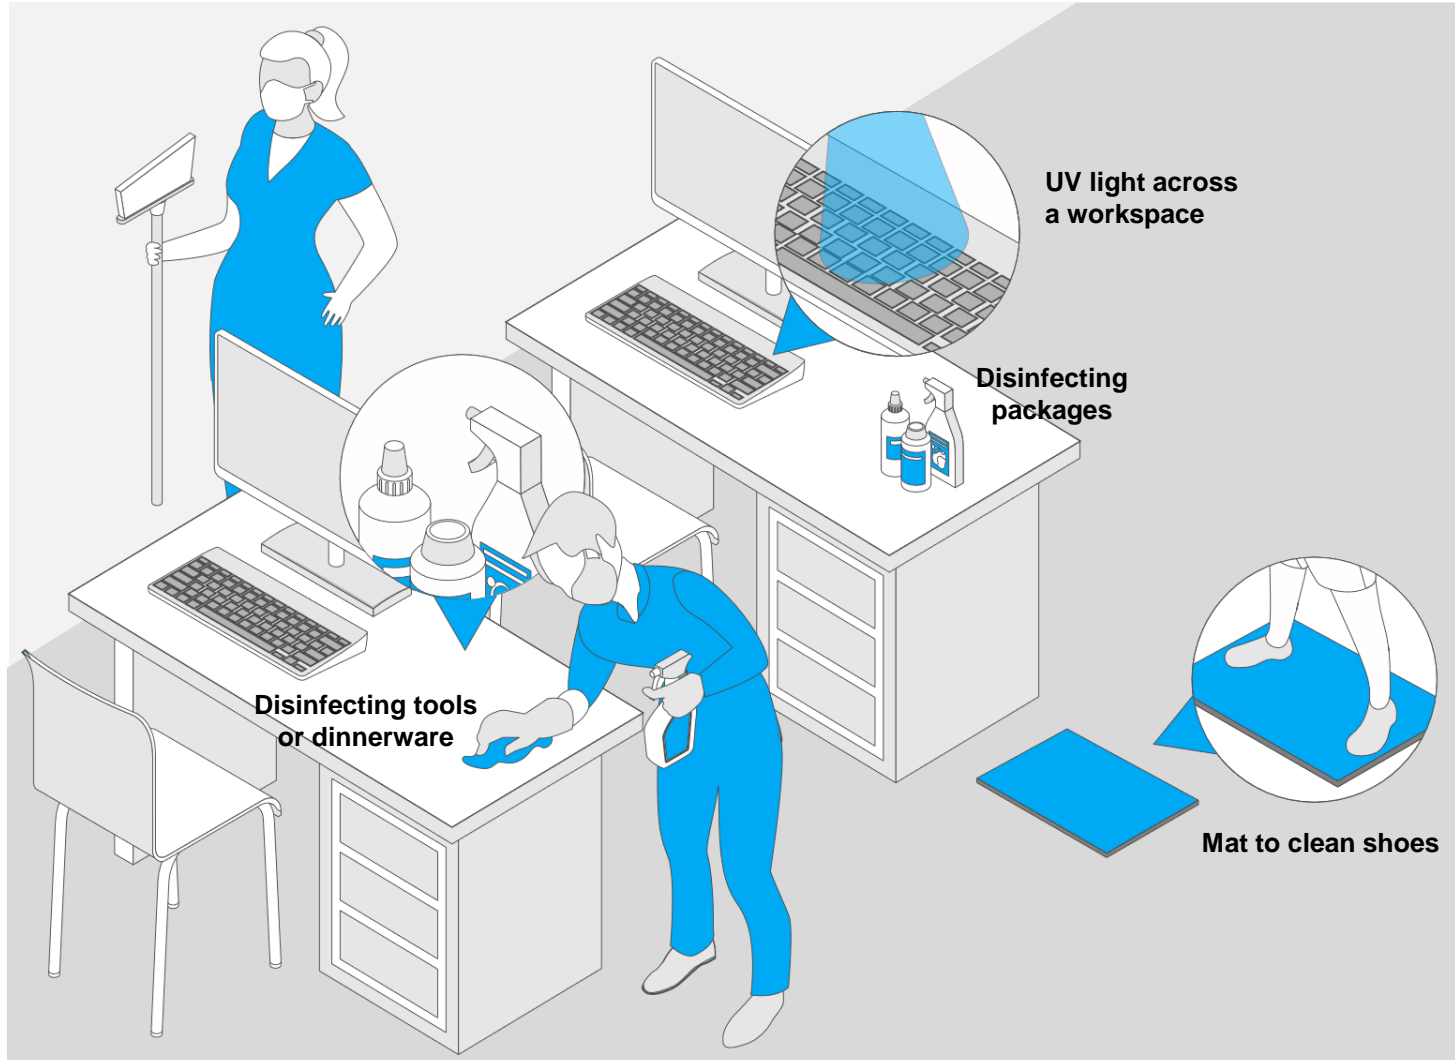 UV light across
a workspace
Disinfecting
packages
Disinfecting tools
or dinnerware
Mat to clean shoes